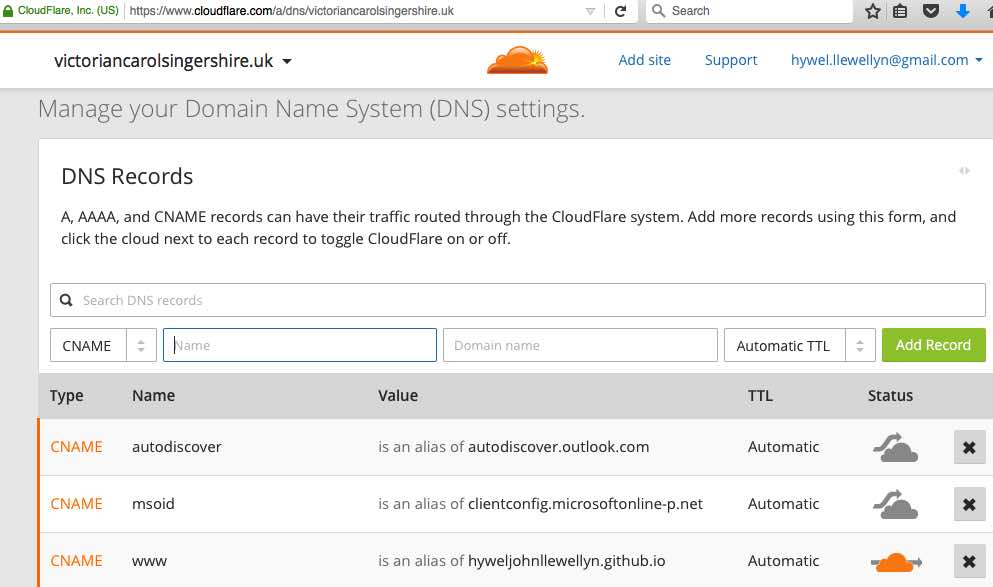 CloudFlare, Inc. (US)
https://www.cloudflare.com/a/dns/victoriancarolsingershire.uk
Search
victoriancarolsingershire.uk
Add site
Support
hywel.llewellyn@gmail.com
Manage your Domain Name System (DNS) settings.
DNS Records
A, AAAA, and CNAME records can have their traffic routed through the CloudFlare system. Add more records using this form, and
click the cloud next to each record to toggle CloudFlare on or off.
Search DNS records
CNAME Name Domain name Automatic TTL Add Record
Type Name Value TTL Status
CNAME autodiscover is an alias of autodiscover.outlook.com Automatic
CNAME msoid is an alias of clientconfig.microsoftonline-p.net Automatic
CNAME www is an alias of hyweljohnllewellyn.github.io Automatic